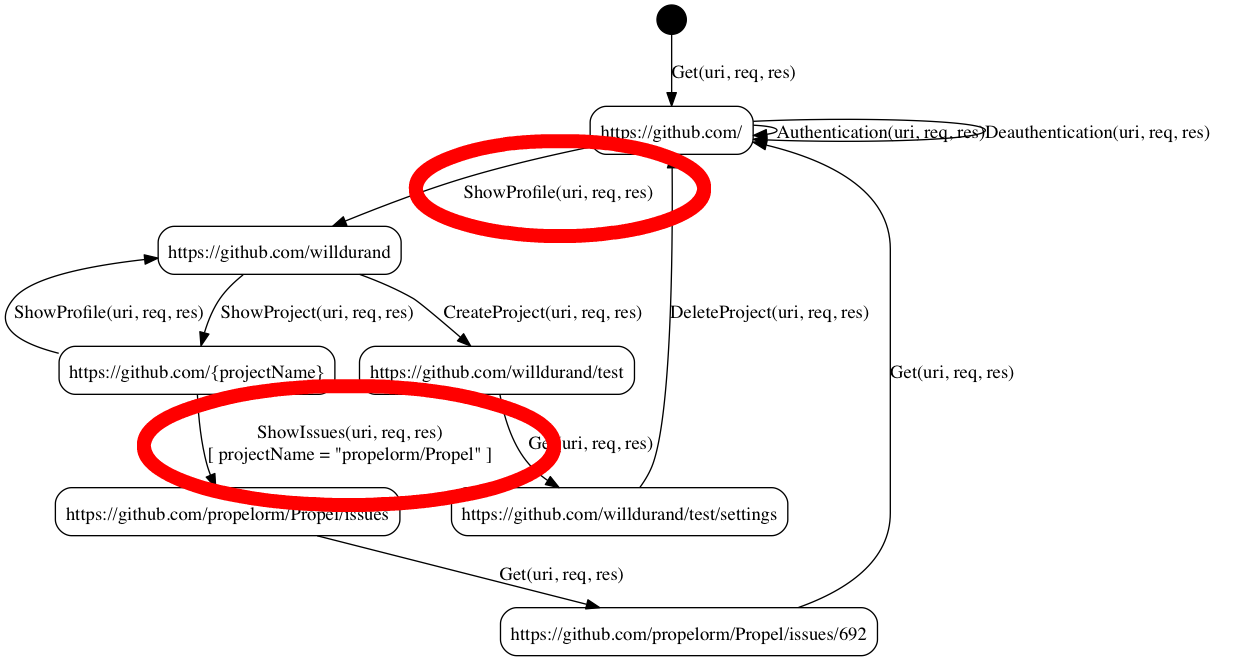 Get(uri, req, res)
https://github.com/
Authentication(uri, req, res)
Deauthentication(uri, req, res)
ShowProfile(uri, req, res)
https://github.com/willdurand
ShowProfile(uri, req, res)
ShowProject(uri, req, res)
CreateProject(uri, req, res)
DeleteProject(uri, req, res)
https://github.com/{projectName}
https://github.com/willdurand/test
Get(uri, req, res)
ShowIssues(uri, req, res)
[ projectName = "propelorm/Propel" ]
Get(uri, req, res)
https://github.com/propelorm/Propel/issues
https://github.com/willdurand/test/settings
Get(uri, req, res)
https://github.com/propelorm/Propel/issues/692